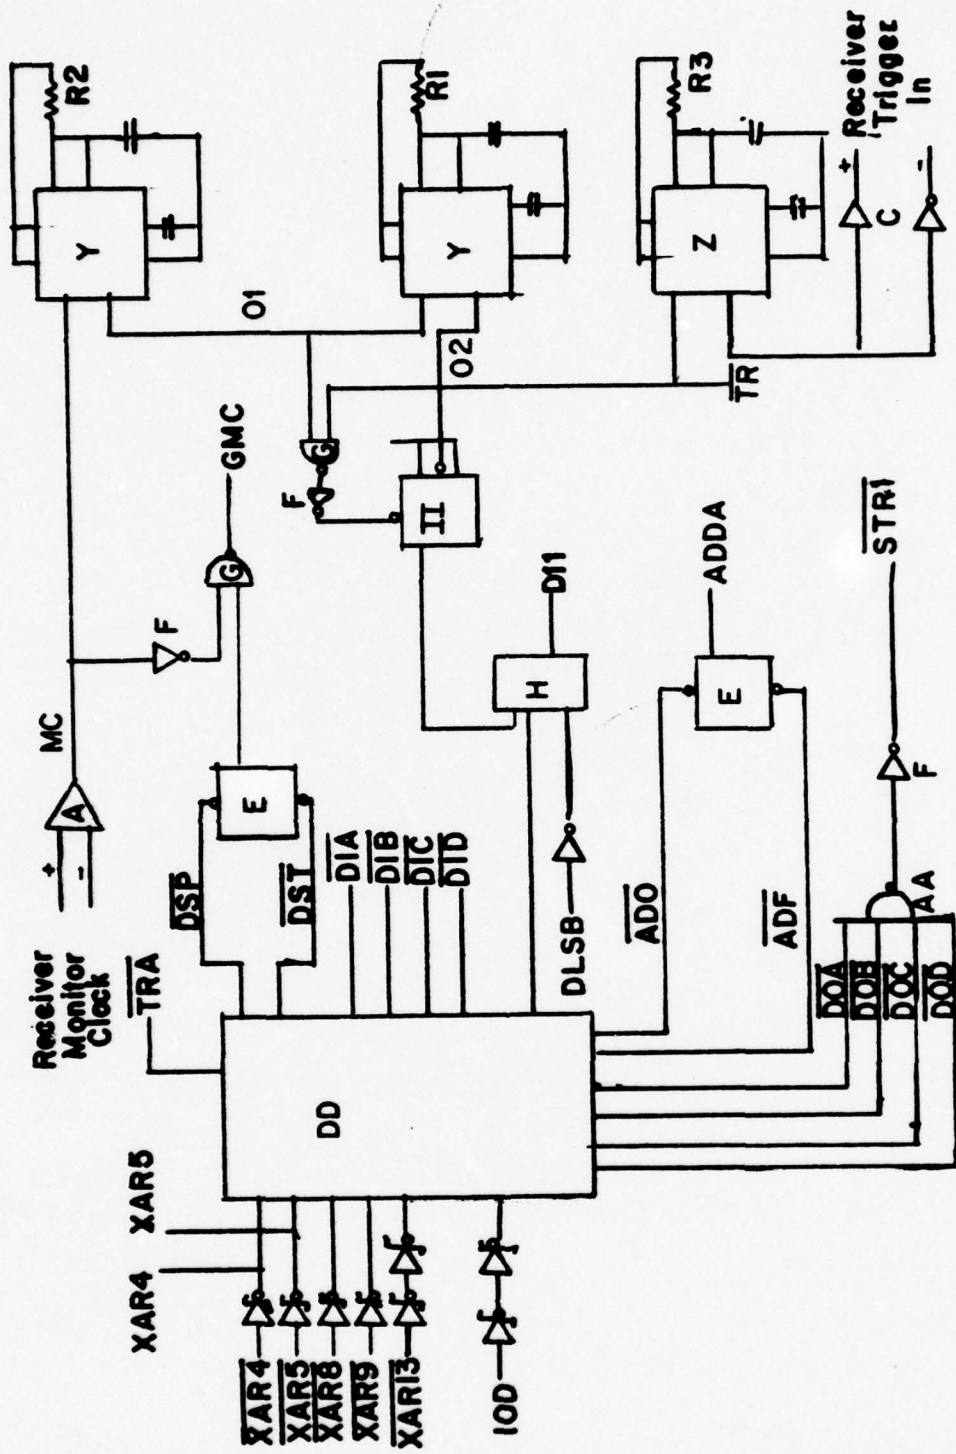 R2
R1
R3
Y
Y
Z
Receiver
Trigger
In
+
-
C
O1
O2
TR
GMC
G
G
F
F
II
MC
A
+
-
Receiver
Monitor
Clock
TRA
DSP
E
DST
DIA
DIB
DIC
DID
H
D11
DLSB
ADDA
E
ADO
ADF
STR1
F
AA
DOA
DOB
DOC
DOD
DD
XAR5
XAR4
XAR4
XAR5
XAR8
XAR9
XAR13
IOD